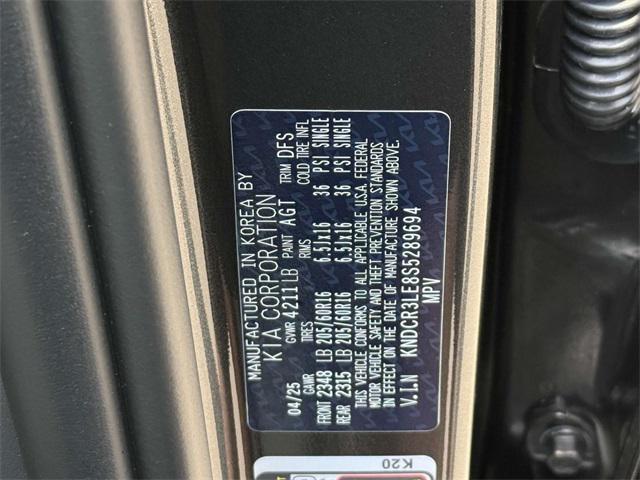 MANUFACTURED IN KOREA BY
KIA CORPORATION
04/25 GVWR 4211LB PAINT AGT TRIM DFS
GAWR TIRES RIMS COLD TIRE INFL
FRONT 2348 LB 205/60R16 6.5Jx16 36 PSI SINGLE
REAR 2315 LB 205/60R16 6.5Jx16 36 PSI SINGLE
THIS VEHICLE CONFORMS TO ALL APPLICABLE U.S.A. FEDERAL
MOTOR VEHICLE SAFETY AND THEFT PREVENTION STANDARDS
IN EFFECT ON THE DATE OF MANUFACTURE SHOWN ABOVE.
V.I.N KNDCR3LE8S5289694
MPV
K20